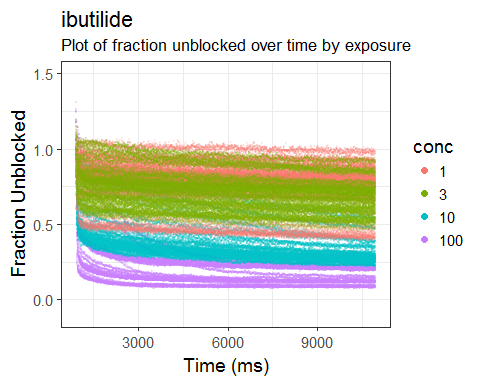 ibutilide
Plot of fraction unblocked over time by exposure
1.5
1.0
0.5
0.0
Fraction Unblocked
3000 6000 9000
Time (ms)
conc
1
3
10
100